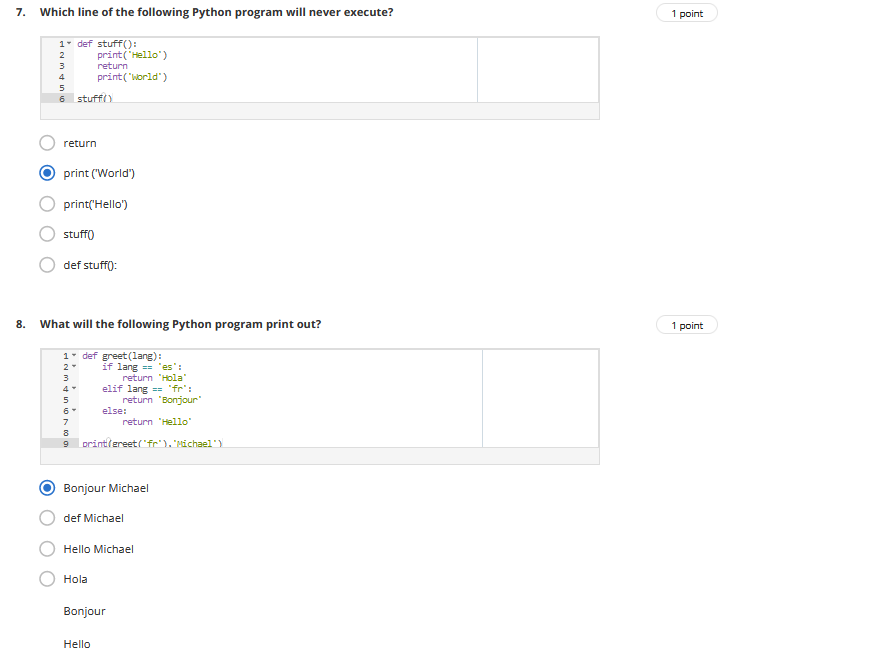 7. Which line of the following Python program will never execute?
1 point
1 def stuff():
2 print('Hello')
3 return
4 print('World')
5
6 stuff()
return
print ('World')
print('Hello')
stuff()
def stuff():
8. What will the following Python program print out?
1 point
1 def greet(lang):
2 if lang == 'es':
3 return 'Hola'
4 elif lang == 'fr':
5 return 'Bonjour'
6 else:
7 return 'Hello'
8
9 print(greet('fr'),'Michael')
Bonjour Michael
def Michael
Hello Michael
Hola
Bonjour
Hello